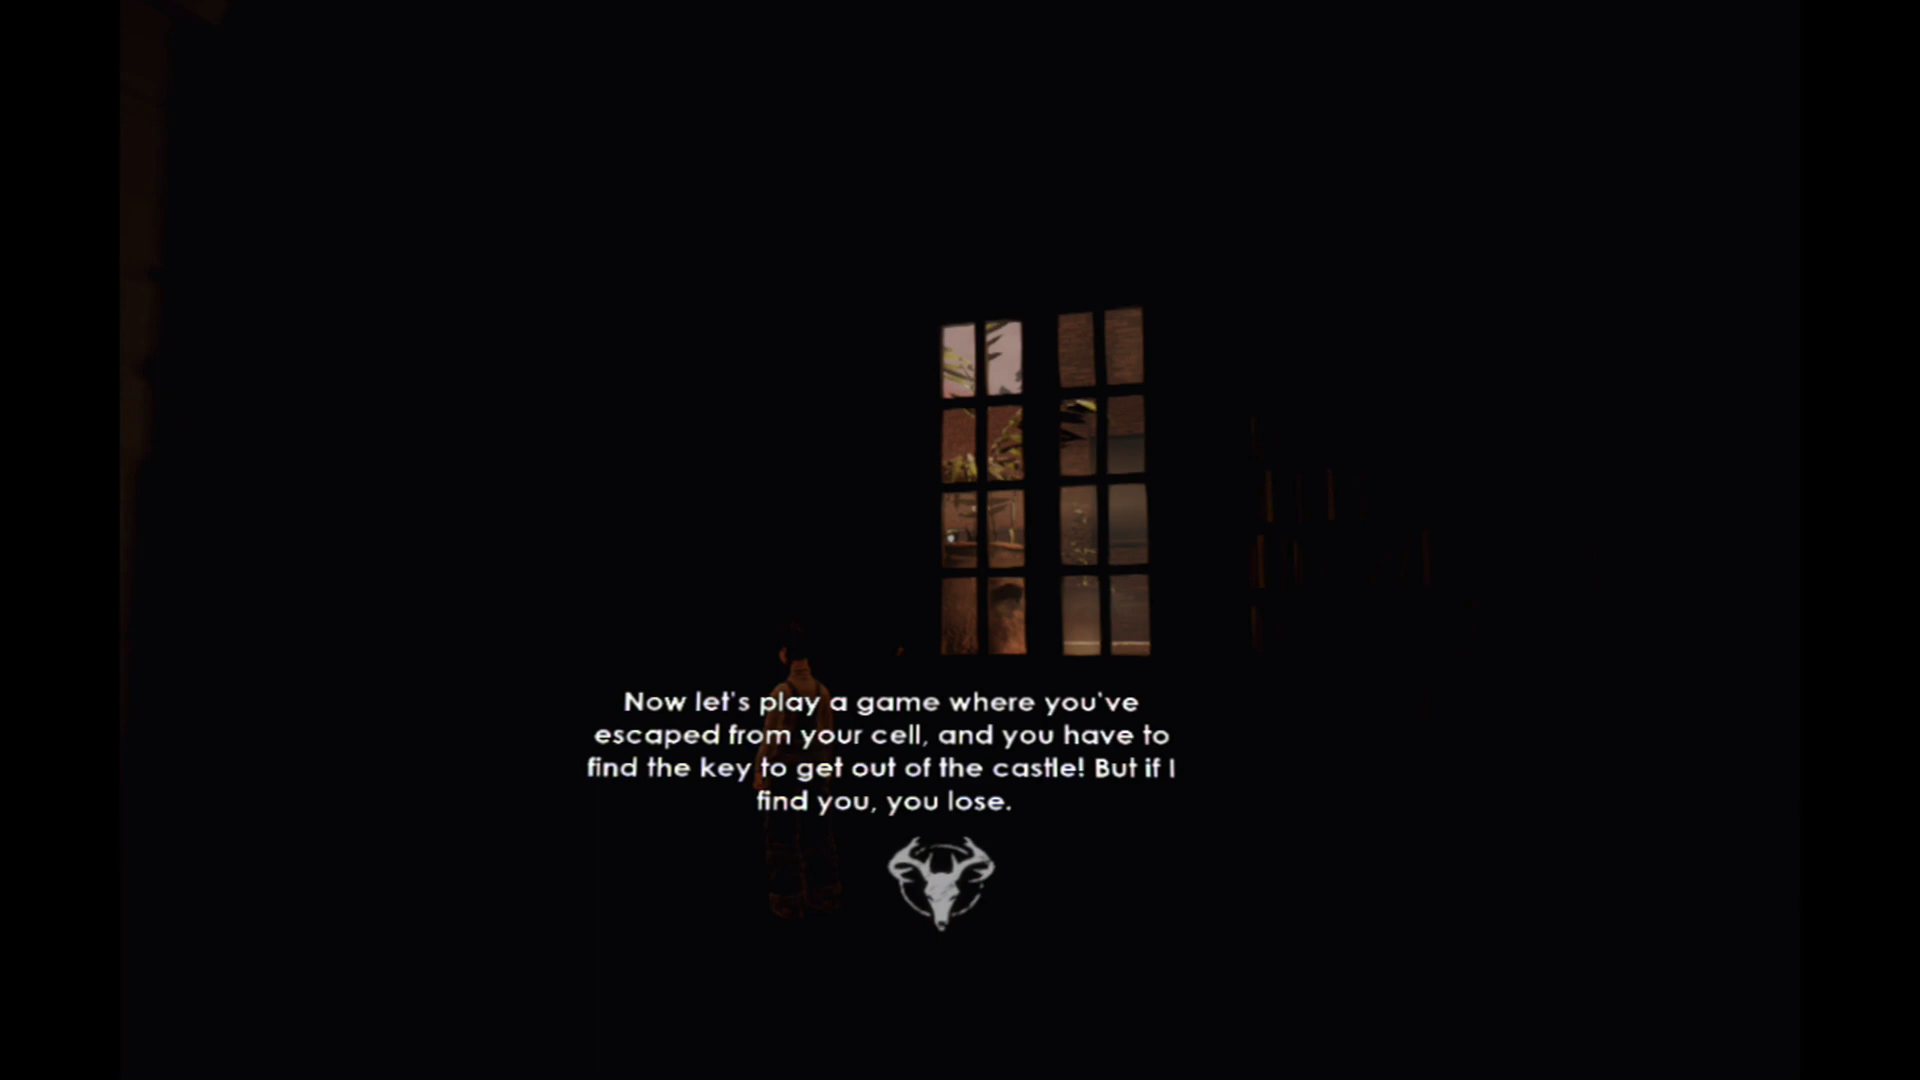 Now let's play a game where you've
escaped from your cell, and you have to
find the key to get out of the castle! But if I
find you, you lose.